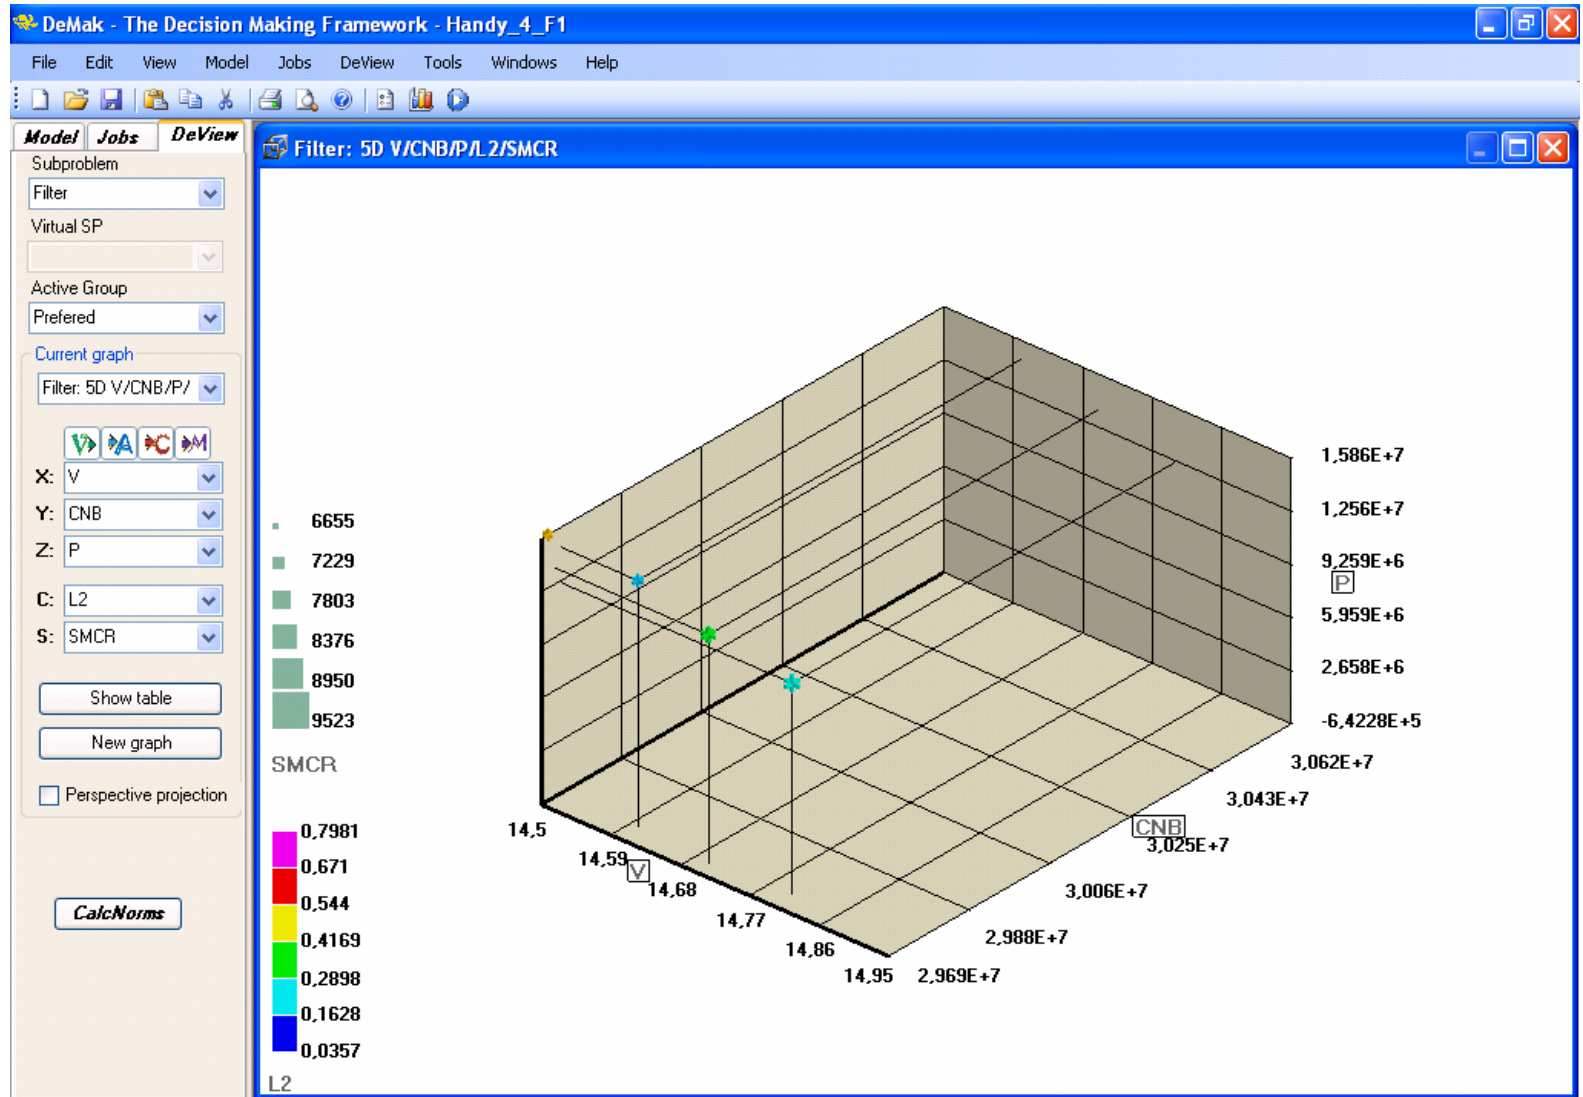 DeMak - The Decision Making Framework - Handy_4_F1
File Edit View Model Jobs DeView Tools Windows Help
Model Jobs DeView
Subproblem
Filter
Virtual SP
Active Group
Prefered
Current graph
Filter: 5D V/CNB/P/
V A C M
X: V
Y: CNB
Z: P
C: L2
S: SMCR
Show table
New graph
Perspective projection
CalcNorms
Filter: 5D V/CNB/P/L2/SMCR
6655
7229
7803
8376
8950
9523
SMCR
0,7981
0,671
0,544
0,4169
0,2898
0,1628
0,0357
L2
1,586E+7
1,256E+7
9,259E+6
P
5,959E+6
2,658E+6
-6,4228E+5
3,062E+7
3,043E+7
CNB
3,025E+7
3,006E+7
2,988E+7
2,969E+7
14,5
14,59
V
14,68
14,77
14,86
14,95